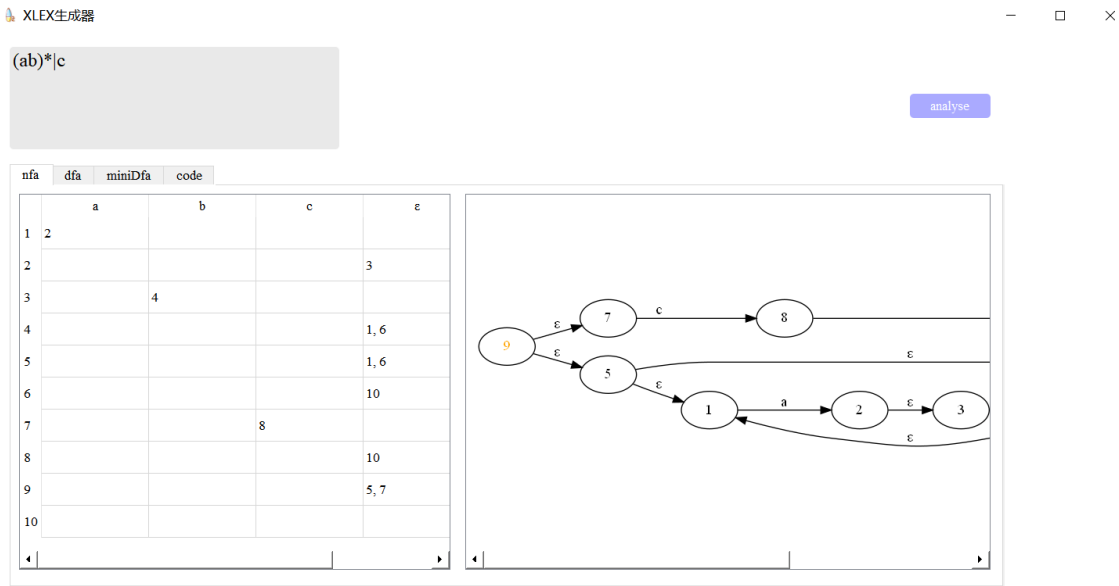 XLEX生成器
(ab)*|c
analyse
nfa dfa miniDfa code
a b c ε
1 2
2 3
3 4
4 1, 6
5 1, 6
6 10
7 8
8 10
9 5, 7
10
ε 7 c 8
9
ε 5 ε
ε 1 a 2 ε 3
ε